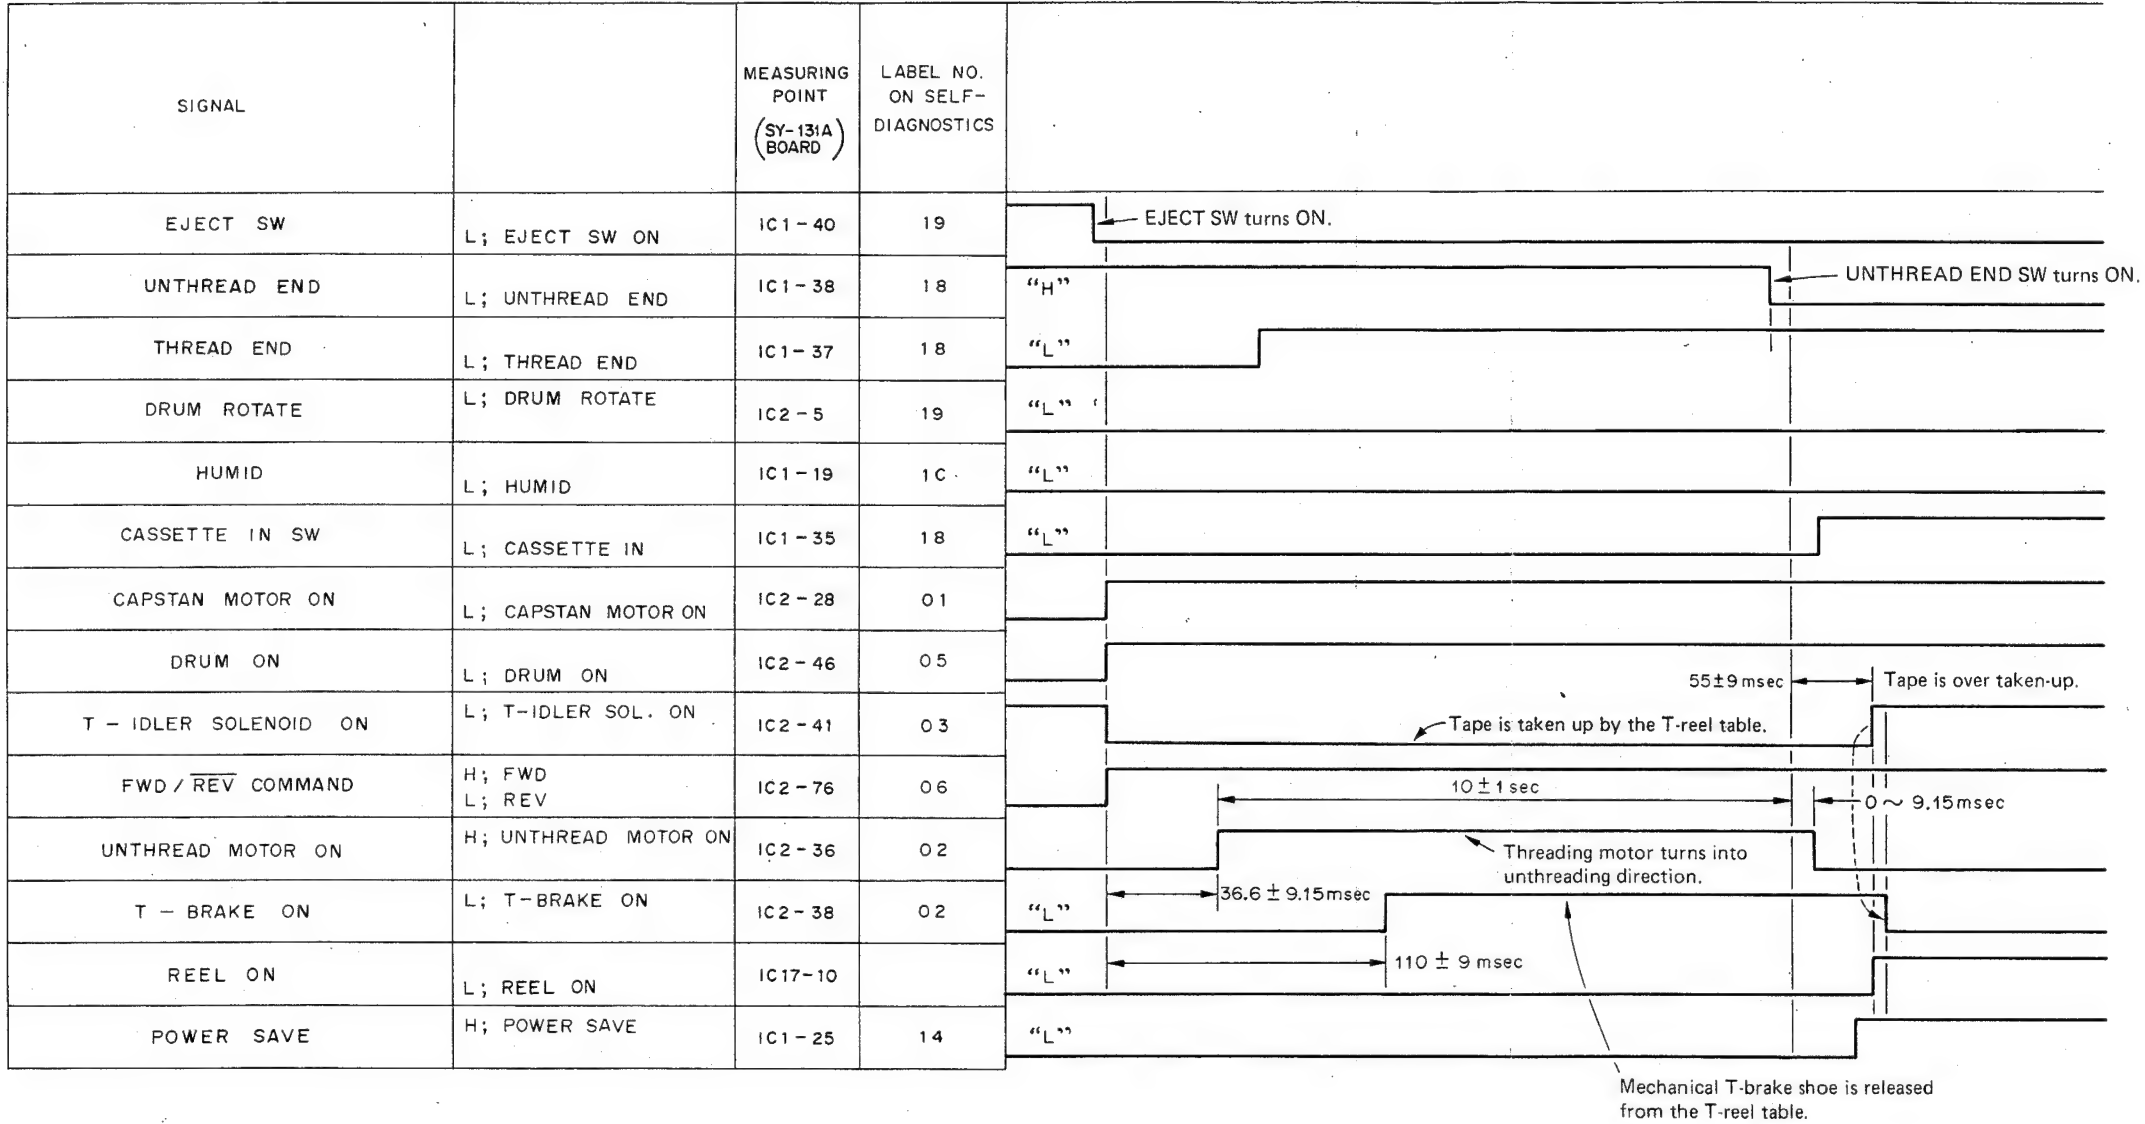 SIGNAL
MEASURING
POINT
(SY-131A
BOARD)
LABEL NO.
ON SELF-
DIAGNOSTICS
EJECT SW
L; EJECT SW ON
IC1-40
19
EJECT SW turns ON.
UNTHREAD END
L; UNTHREAD END
IC1-38
18
"H"
UNTHREAD END SW turns ON.
THREAD END
L; THREAD END
IC1-37
18
"L"
DRUM ROTATE
L; DRUM ROTATE
IC2-5
19
"L"
HUMID
L; HUMID
IC1-19
1C
"L"
CASSETTE IN SW
L; CASSETTE IN
IC1-35
18
"L"
CAPSTAN MOTOR ON
L; CAPSTAN MOTOR ON
IC2-28
01
DRUM ON
L; DRUM ON
IC2-46
05
55±9 msec
Tape is over taken-up.
T-IDLER SOLENOID ON
L; T-IDLER SOL. ON
IC2-41
03
Tape is taken up by the T-reel table.
FWD / R̅E̅V̅ COMMAND
H; FWD
L; REV
IC2-76
06
10±1 sec
0 ~ 9.15msec
UNTHREAD MOTOR ON
H; UNTHREAD MOTOR ON
IC2-36
02
Threading motor turns into
unthreading direction.
T-BRAKE ON
L; T-BRAKE ON
IC2-38
02
"L"
36.6 ± 9.15msec
REEL ON
L; REEL ON
IC17-10
"L"
110 ± 9 msec
POWER SAVE
H; POWER SAVE
IC1-25
14
"L"
Mechanical T-brake shoe is released
from the T-reel table.